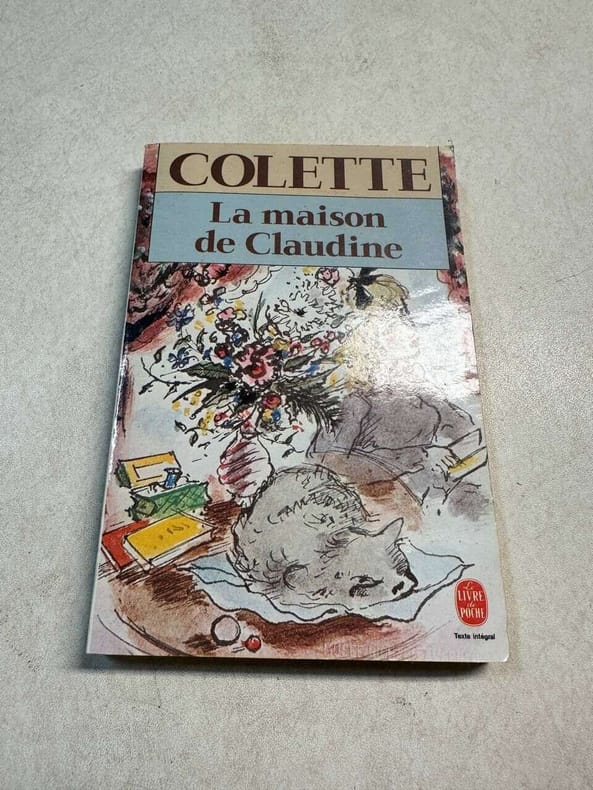 COLETTE
La maison
de Claudine
Le
LIVRE
de
POCHE
Texte intégral